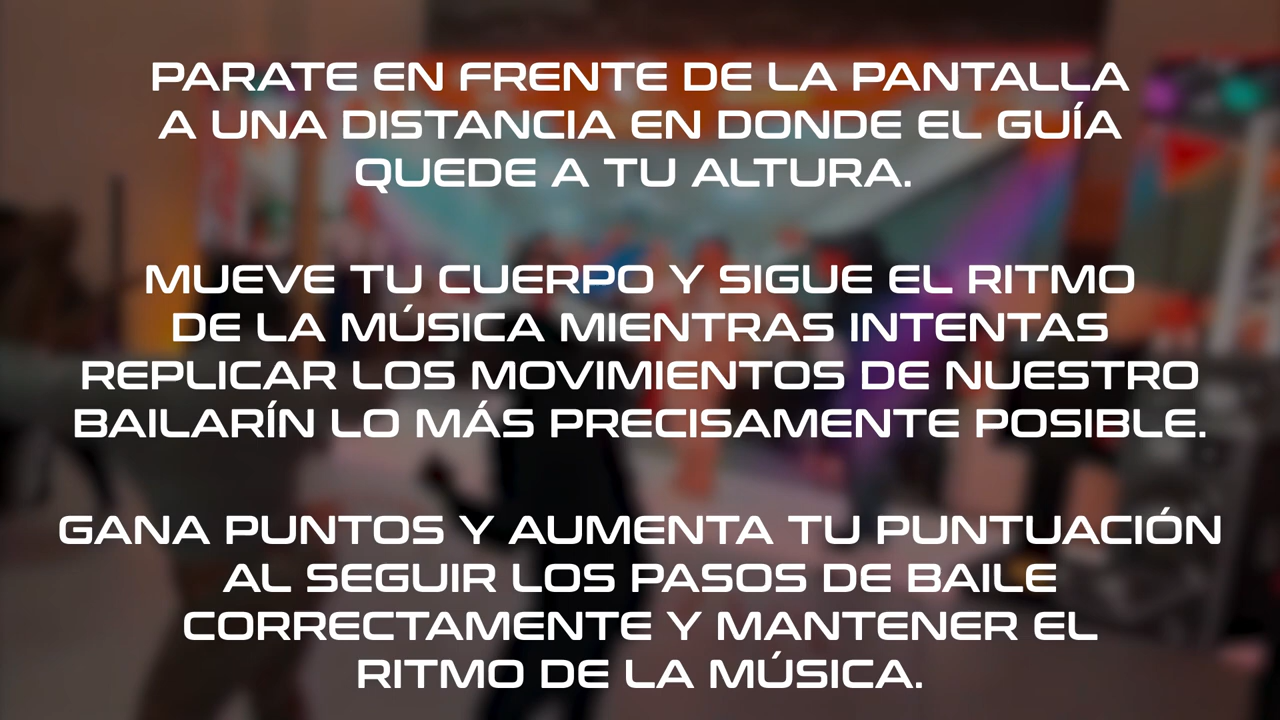 PARATE EN FRENTE DE LA PANTALLA
A UNA DISTANCIA EN DONDE EL GUÍA
QUEDE A TU ALTURA.
MUEVE TU CUERPO Y SIGUE EL RITMO
DE LA MÚSICA MIENTRAS INTENTAS
REPLICAR LOS MOVIMIENTOS DE NUESTRO
BAILARÍN LO MÁS PRECISAMENTE POSIBLE.
GANA PUNTOS Y AUMENTA TU PUNTUACIÓN
AL SEGUIR LOS PASOS DE BAILE
CORRECTAMENTE Y MANTENER EL
RITMO DE LA MÚSICA.